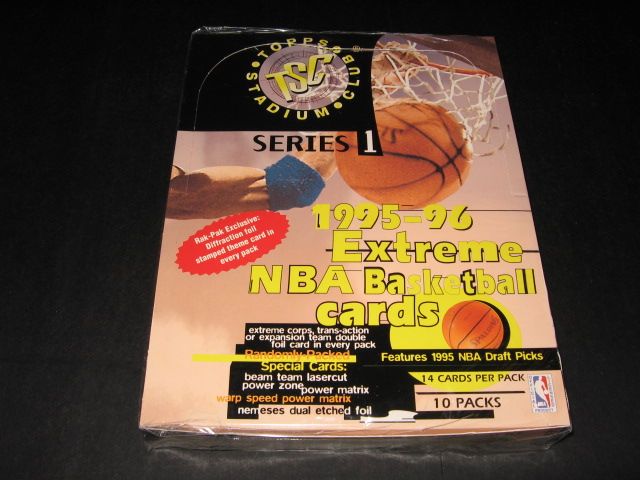 TOPPS® STADIUM CLUB
TSC
SERIES 1
Rak-Pak Exclusive:
Diffraction foil
stamped theme card in
every pack
1995-96
Extreme
NBA Basketball
cards
SPALDING
extreme corps, trans-action
or expansion team double
foil card in every pack
Randomly Packed
Special Cards:
beam team lasercut
power zone power matrix
warp speed power matrix
nemeses dual etched foil
Features 1995 NBA Draft Picks
14 CARDS PER PACK
10 PACKS
NBA